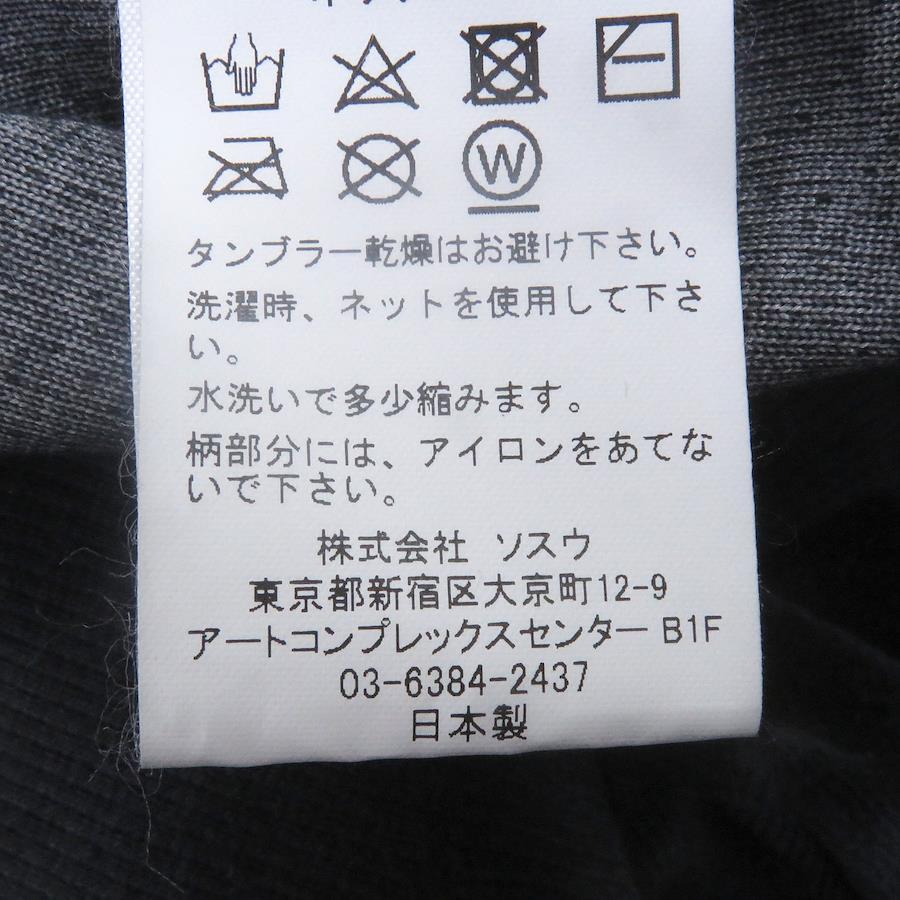 W
タンブラー乾燥はお避け下さい。
洗濯時、ネットを使用して下さ
い。
水洗いで多少縮みます。
柄部分には、アイロンをあてな
いで下さい。
株式会社 ソスウ
東京都新宿区大京町12-9
アートコンプレックスセンター B1F
03-6384-2437
日本製